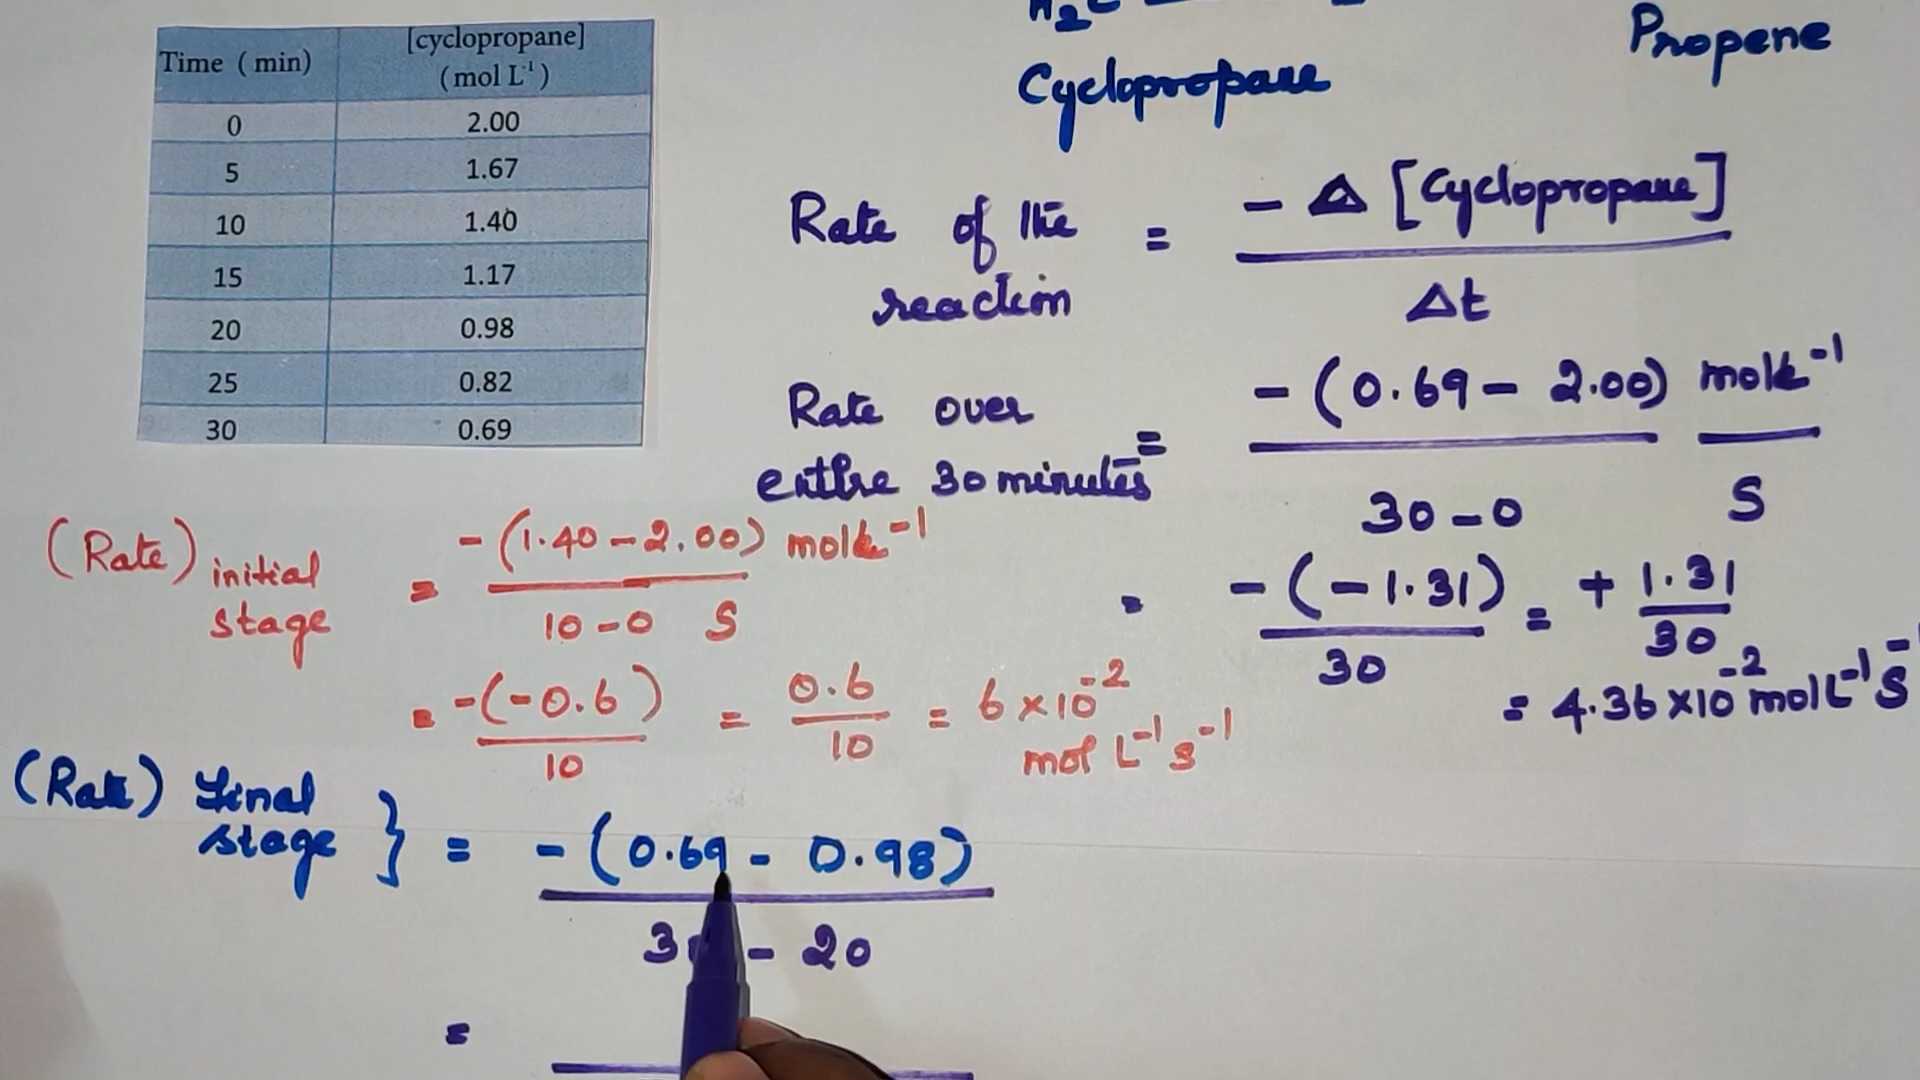 Time ( min) [cyclopropane] (mol L⁻¹)
0 2.00
5 1.67
10 1.40
15 1.17
20 0.98
25 0.82
30 0.69
Cyclopropane
Propene
Rate of the reaction = - Δ [Cyclopropane] / Δt
Rate over entire 30 minutes = - (0.69 - 2.00) / 30 - 0 mol L⁻¹ / S
= - (-1.31) / 30 = + 1.31 / 30
= 4.36 x 10⁻² mol L⁻¹ S⁻
(Rate) initial stage = - (1.40 - 2.00) mol L⁻¹ / 10 - 0 S
= -(-0.6) / 10 = 0.6 / 10 = 6 x 10⁻²
mol L⁻¹ s⁻¹
(Rate) final stage } = - (0.69 - 0.98)
30 - 20
=